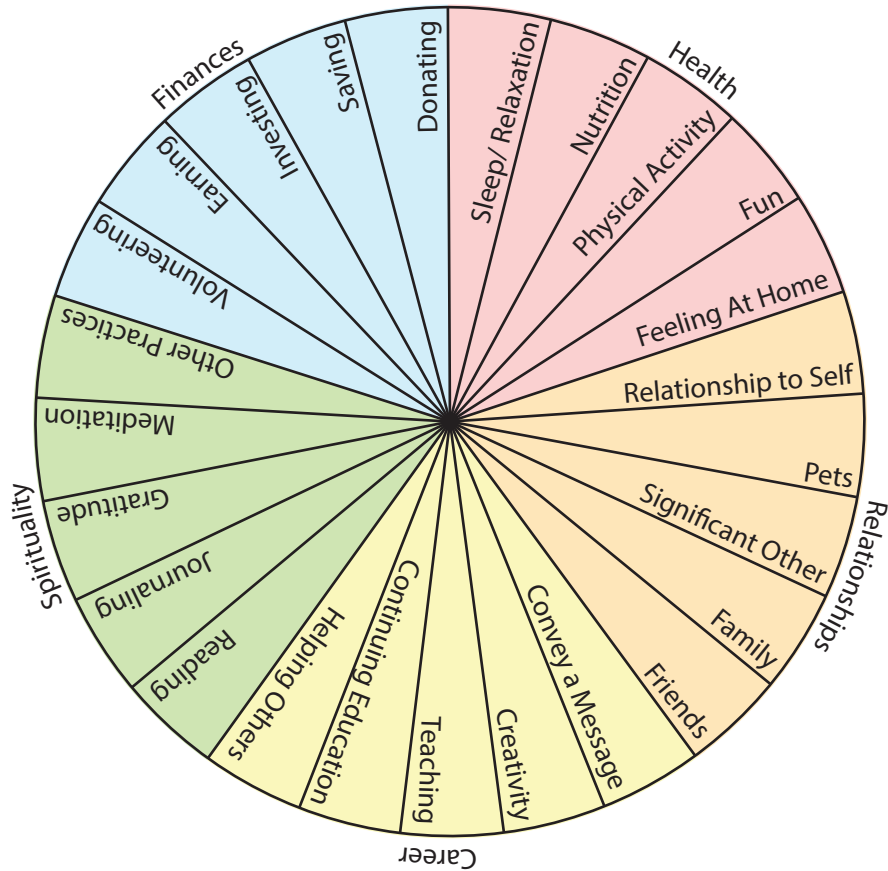 Health
Sleep/ Relaxation
Nutrition
Physical Activity
Fun
Feeling At Home
Relationships
Relationship to Self
Pets
Significant Other
Family
Friends
Career
Convey a Message
Creativity
Teaching
Continuing Education
Helping Others
Spirituality
Reading
Journaling
Gratitude
Meditation
Other Practices
Finances
Volunteering
Earning
Investing
Saving
Donating